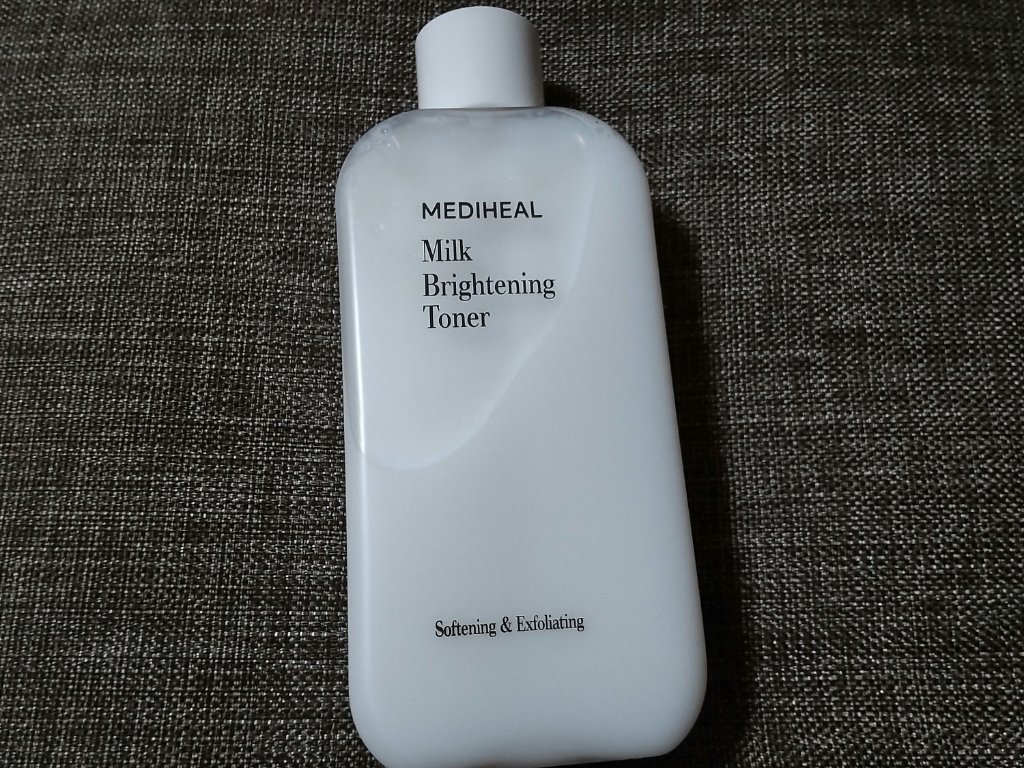 MEDIHEAL
Milk
Brightening
Toner
Softening & Exfoliating